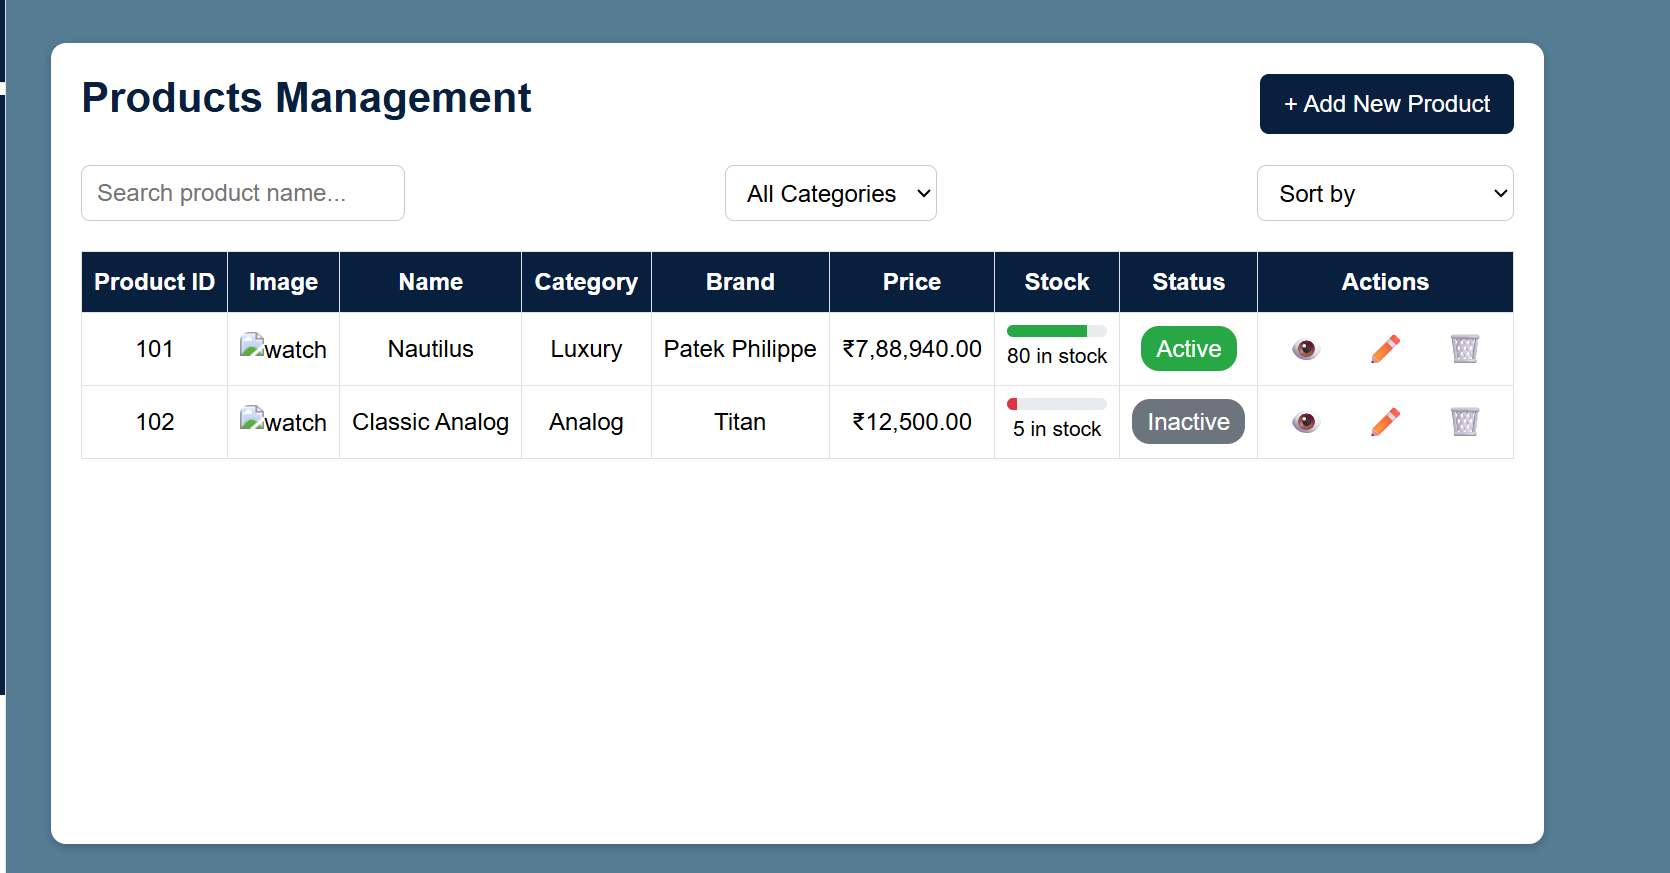 Products Management
+ Add New Product
Search product name...
All Categories
Sort by
Product ID Image Name Category Brand Price Stock Status Actions
101 watch Nautilus Luxury Patek Philippe ₹7,88,940.00 80 in stock Active
102 watch Classic Analog Analog Titan ₹12,500.00 5 in stock Inactive